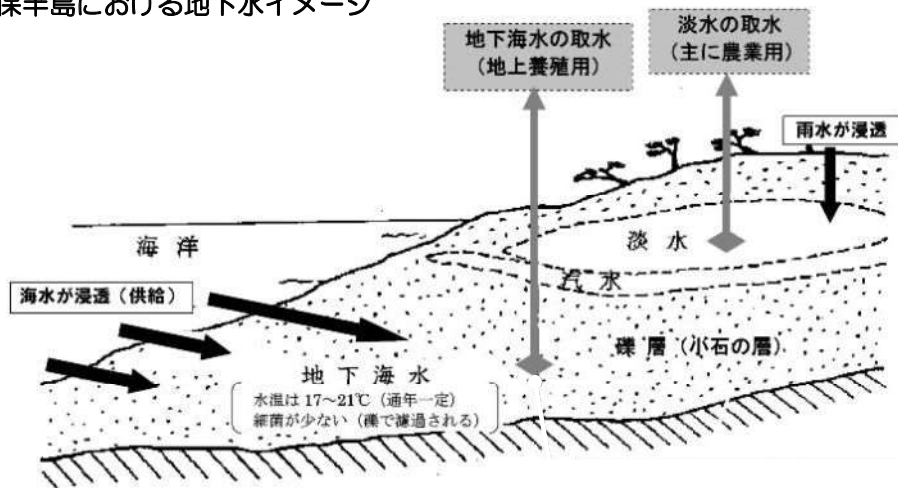 保半島における地下水イメージ
地下海水の取水
（地上養殖用）
淡水の取水
（主に農業用）
雨水が浸透
海洋
淡水
汽水
海水が浸透（供給）
礫層（小石の層）
地下海水
水温は17～21℃（通年一定）
細菌が少ない（礫で濾過される）